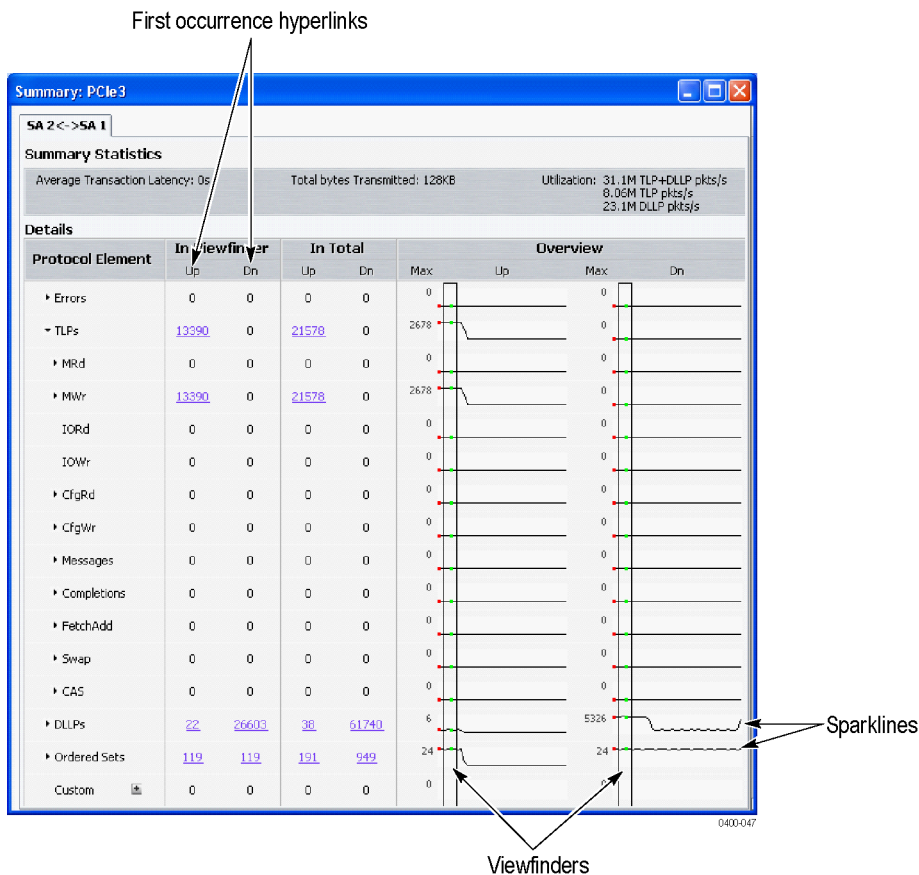 First occurrence hyperlinks
Summary: PCIe3
SA 2<->SA 1
Summary Statistics
Average Transaction Latency: 0s Total bytes Transmitted: 128KB Utilization: 31.1M TLP+DLLP pkts/s
8.06M TLP pkts/s
23.1M DLLP pkts/s
Details
Protocol Element In Viewfinder In Total Overview
Up Dn Up Dn Max Up Max Dn
Errors 0 0 0 0 0 0
TLPs 13390 0 21578 0 2678 0
MRd 0 0 0 0 0 0
MWr 13390 0 21578 0 2678 0
IORd 0 0 0 0 0 0
IOWr 0 0 0 0 0 0
CfgRd 0 0 0 0 0 0
CfgWr 0 0 0 0 0 0
Messages 0 0 0 0 0 0
Completions 0 0 0 0 0 0
FetchAdd 0 0 0 0 0 0
Swap 0 0 0 0 0 0
CAS 0 0 0 0 0 0
DLLPs 22 26603 38 61740 6 5326
Sparklines
Ordered Sets 119 119 191 949 24 24
Custom 0 0 0 0 0 0
0400-047
Viewfinders